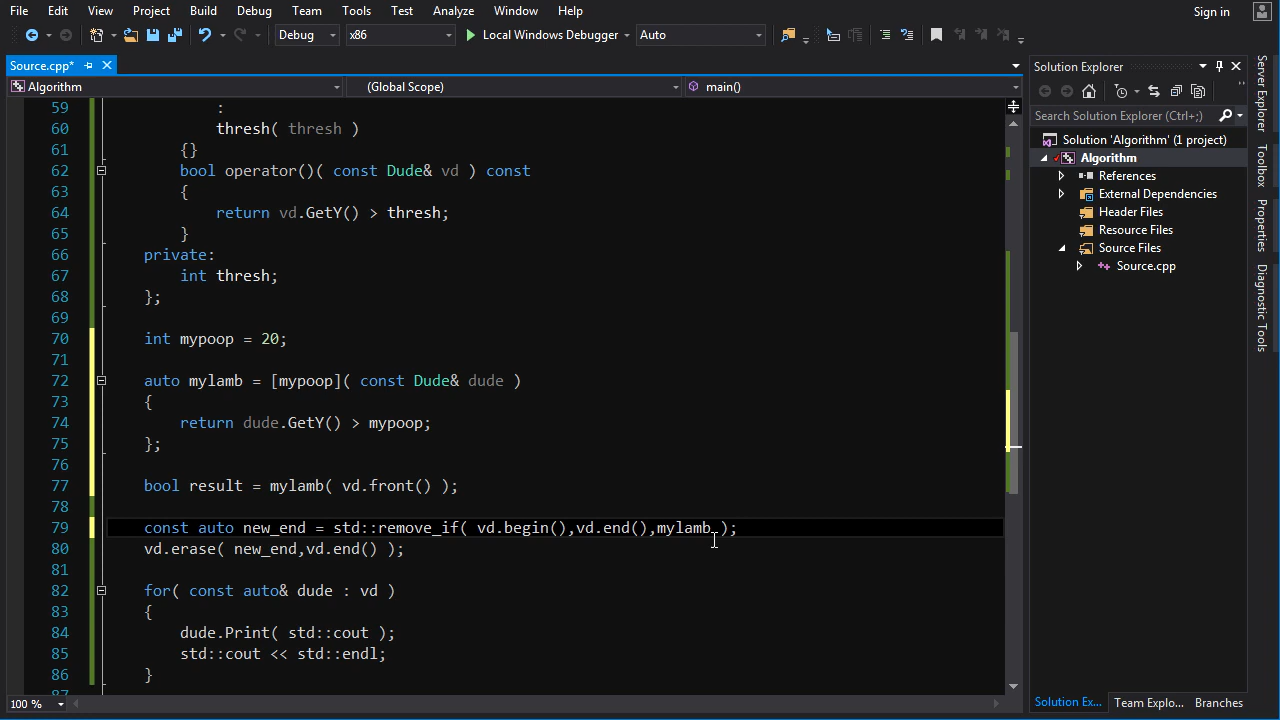 File Edit View Project Build Debug Team Tools Test Analyze Window Help Sign in
Debug x86 Local Windows Debugger Auto
Source.cpp*
Algorithm (Global Scope) main()
59 :
60 thresh( thresh )
61 {}
62 bool operator()( const Dude& vd ) const
63 {
64 return vd.GetY() > thresh;
65 }
66 private:
67 int thresh;
68 };
69
70 int mypoop = 20;
71
72 auto mylamb = [mypoop]( const Dude& dude )
73 {
74 return dude.GetY() > mypoop;
75 };
76
77 bool result = mylamb( vd.front() );
78
79 const auto new_end = std::remove_if( vd.begin(),vd.end(),mylamb );
80 vd.erase( new_end,vd.end() );
81
82 for( const auto& dude : vd )
83 {
84 dude.Print( std::cout );
85 std::cout << std::endl;
86 }
87
100 %
Solution Explorer
Search Solution Explorer (Ctrl+;)
Solution 'Algorithm' (1 project)
Algorithm
References
External Dependencies
Header Files
Resource Files
Source Files
Source.cpp
Solution Ex... Team Explo... Branches
Server Explorer
Toolbox
Properties
Diagnostic Tools